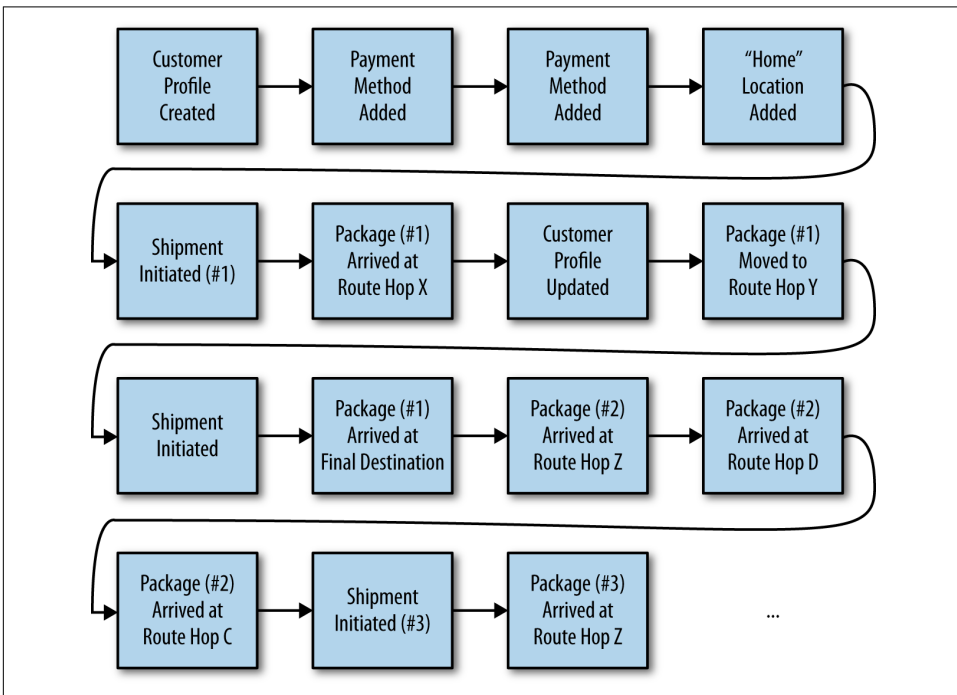 Customer
Profile
Created
Payment
Method
Added
Payment
Method
Added
“Home”
Location
Added
Shipment
Initiated (#1)
Package (#1)
Arrived at
Route Hop X
Customer
Profile
Updated
Package (#1)
Moved to
Route Hop Y
Shipment
Initiated
Package (#1)
Arrived at
Final Destination
Package (#2)
Arrived at
Route Hop Z
Package (#2)
Arrived at
Route Hop D
Package (#2)
Arrived at
Route Hop C
Shipment
Initiated (#3)
Package (#3)
Arrived at
Route Hop Z
...